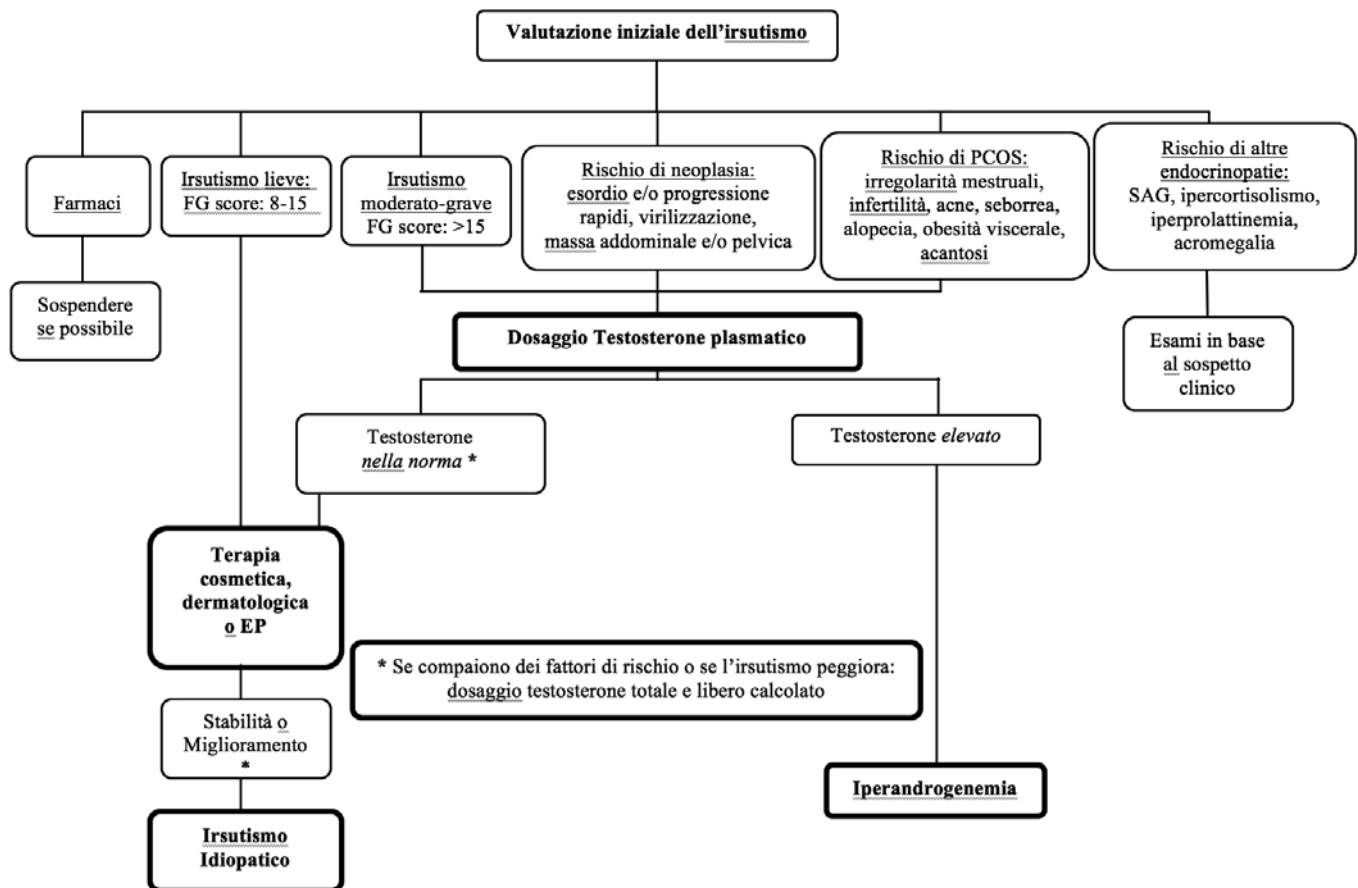 Valutazione iniziale dell'irsutismo
Farmaci
Irsutismo lieve:
FG score: 8-15
Irsutismo
moderato-grave
FG score: >15
Rischio di neoplasia:
esordio e/o progressione
rapidi, virilizzazione,
massa addominale e/o pelvica
Rischio di PCOS:
irregolarità mestruali,
infertilità, acne, seborrea,
alopecia, obesità viscerale,
acantosi
Rischio di altre
endocrinopatie:
SAG, ipercortisolismo,
iperprolattinemia,
acromegalia
Sospendere
se possibile
Dosaggio Testosterone plasmatico
Esami in base
al sospetto
clinico
Testosterone
nella norma *
Testosterone elevato
Terapia
cosmetica,
dermatologica
o EP
* Se compaiono dei fattori di rischio o se l'irsutismo peggiora:
dosaggio testosterone totale e libero calcolato
Stabilità o
Miglioramento
*
Iperandrogenemia
Irsutismo
Idiopatico